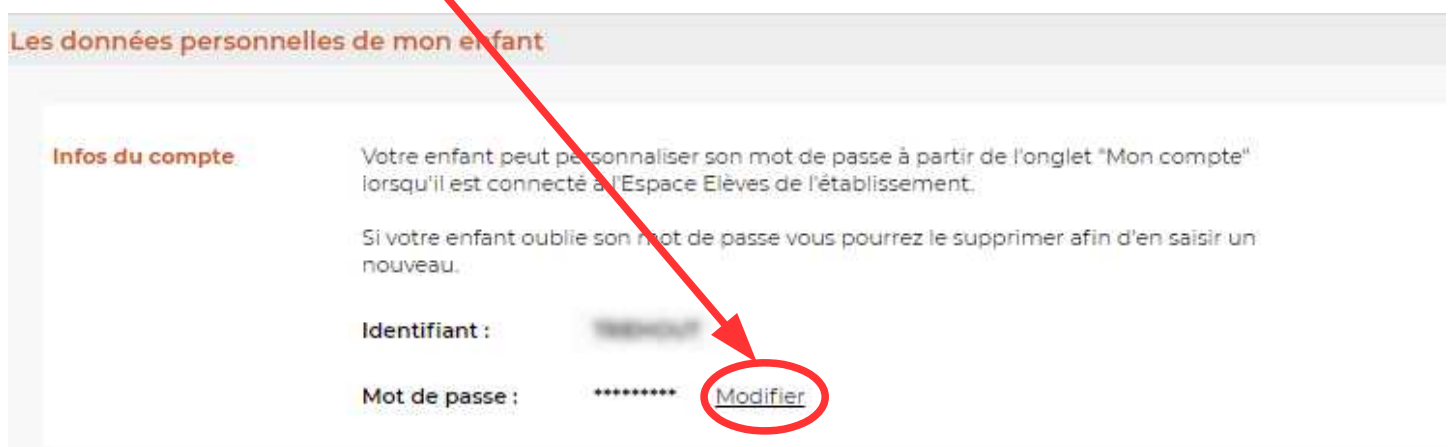 Les données personnelles de mon enfant
Infos du compte
Votre enfant peut personnaliser son mot de passe à partir de l'onglet "Mon compte"
lorsqu'il est connecté à l'Espace Elèves de l'établissement.
Si votre enfant oublie son mot de passe vous pourrez le supprimer afin d'en saisir un
nouveau.
Identifiant :
Mot de passe : ********* Modifier